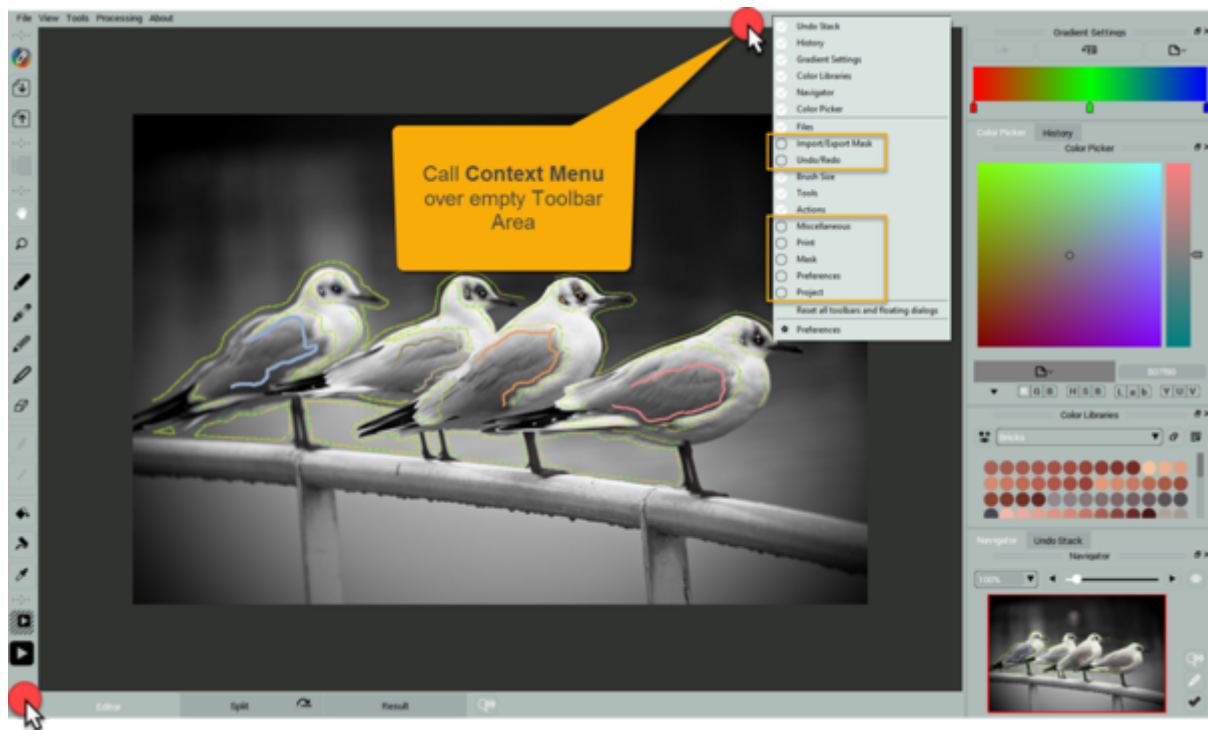 File View Tools Processing About
Undo Stack
History
Gradient Settings
Color Libraries
Navigator
Color Picker
Files
Import/Export Mask
Undo/Redo
Brush Size
Tools
Actions
Miscellaneous
Print
Mask
Preferences
Project
Reset all toolbars and floating dialogs
Preferences
Call Context Menu
over empty Toolbar
Area
Gradient Settings
Color Picker History
Color Picker
807f80
R G B H S B L a b Y U V
Color Libraries
Bricks
Navigator Undo Stack
Navigator
100%
Editor Split Result